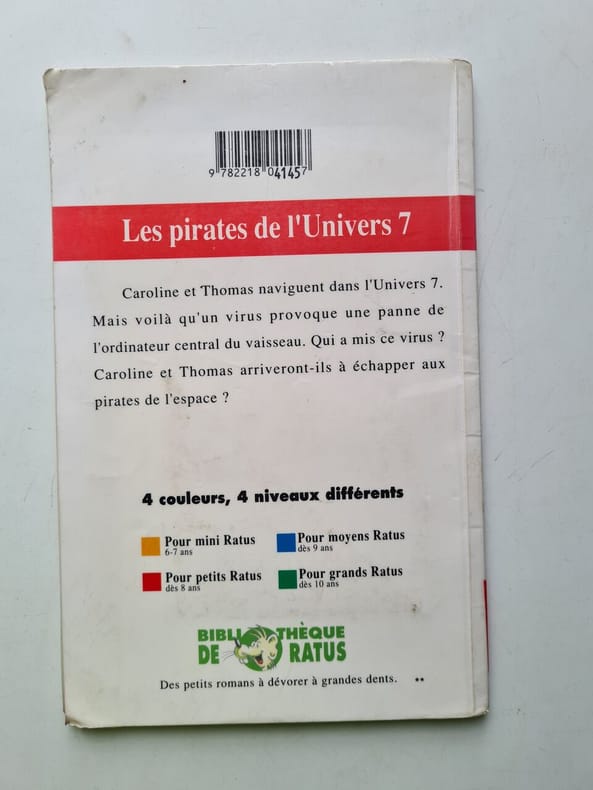 9 782218 041457
Les pirates de l'Univers 7
Caroline et Thomas naviguent dans l'Univers 7.
Mais voilà qu'un virus provoque une panne de
l'ordinateur central du vaisseau. Qui a mis ce virus ?
Caroline et Thomas arriveront-ils à échapper aux
pirates de l'espace ?
4 couleurs, 4 niveaux différents
Pour mini Ratus
6-7 ans
Pour moyens Ratus
dès 9 ans
Pour petits Ratus
dès 8 ans
Pour grands Ratus
dès 10 ans
BIBLIOTHÈQUE
DE RATUS
Des petits romans à dévorer à grandes dents. **